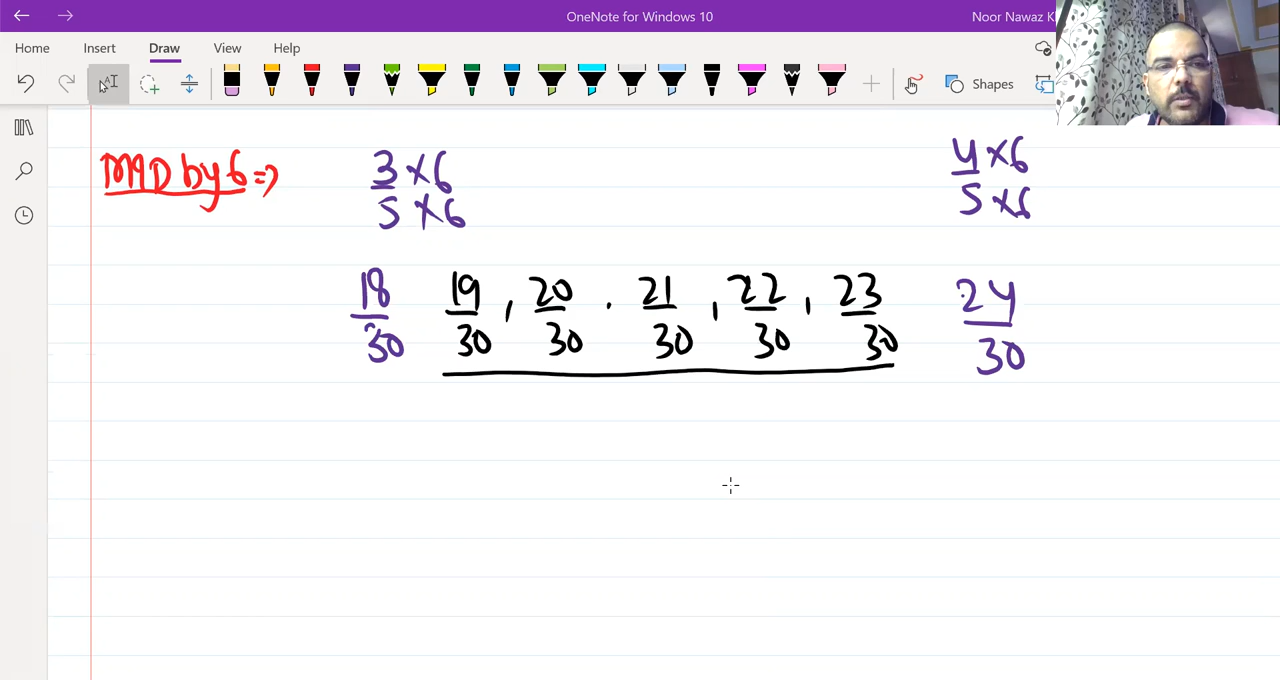 OneNote for Windows 10
Noor Nawaz K
Home Insert Draw View Help
Shapes
MND by 6 =>
3 × 6
5 × 6
4 × 6
5 × 6
18 19 , 20 . 21 , 22 , 23 24
30 30 30 30 30 30 30